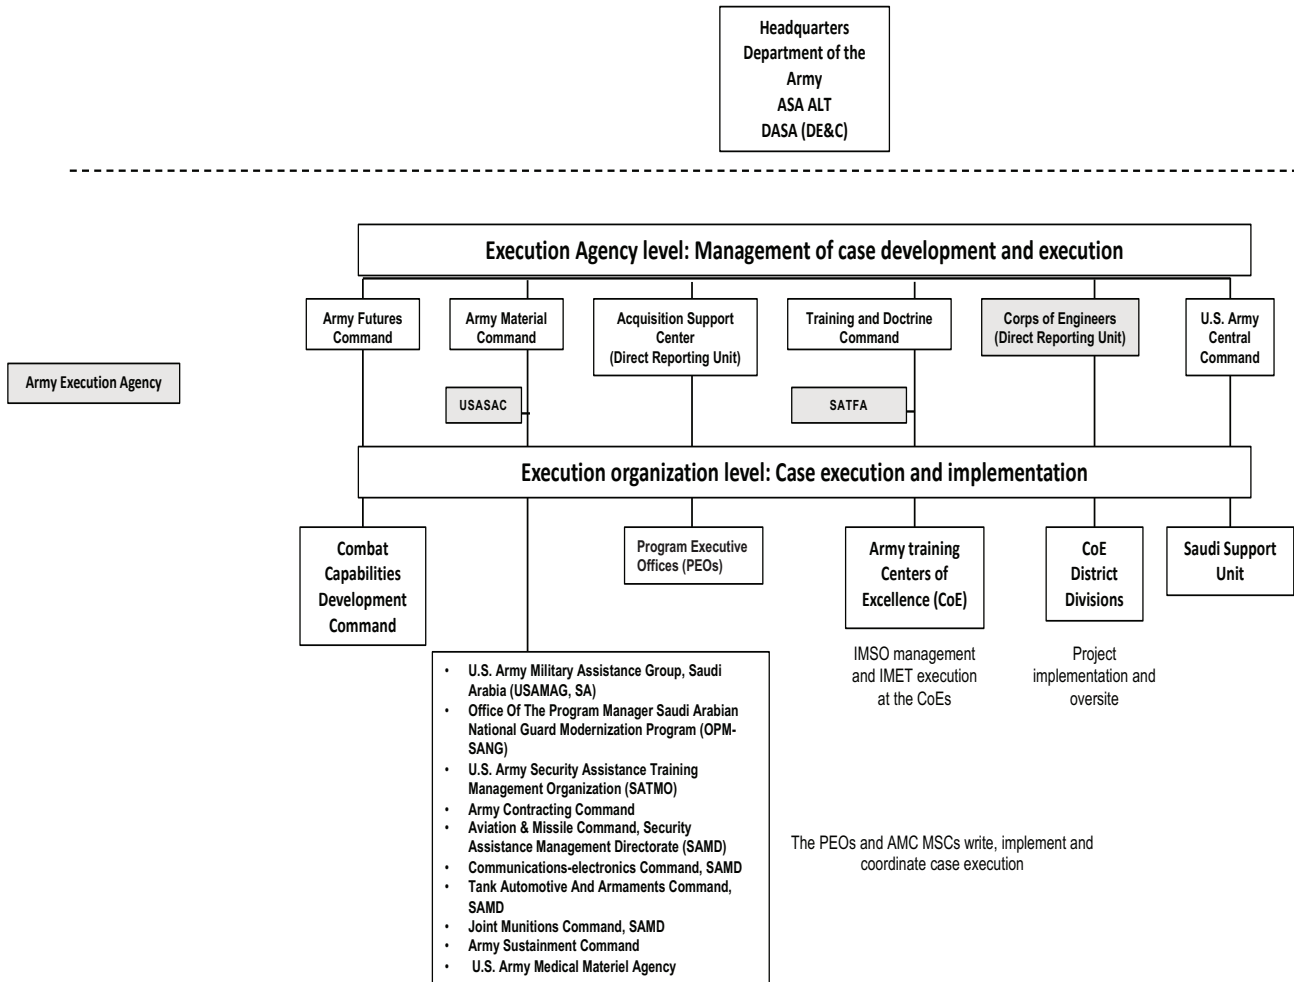 Headquarters
Department of the
Army
ASA ALT
DASA (DE&C)
Execution Agency level: Management of case development and execution
Army Futures
Command
Army Material
Command
Acquisition Support
Center
(Direct Reporting Unit)
Training and Doctrine
Command
Corps of Engineers
(Direct Reporting Unit)
U.S. Army
Central
Command
Army Execution Agency
USASAC
SATFA
Execution organization level: Case execution and implementation
Combat
Capabilities
Development
Command
Program Executive
Offices (PEOs)
Army training
Centers of
Excellence (CoE)
CoE
District
Divisions
Saudi Support
Unit
IMSO management
and IMET execution
at the CoEs
Project
implementation and
oversite
• U.S. Army Military Assistance Group, Saudi
Arabia (USAMAG, SA)
• Office Of The Program Manager Saudi Arabian
National Guard Modernization Program (OPM-
SANG)
• U.S. Army Security Assistance Training
Management Organization (SATMO)
• Army Contracting Command
• Aviation & Missile Command, Security
Assistance Management Directorate (SAMD)
• Communications-electronics Command, SAMD
• Tank Automotive And Armaments Command,
SAMD
• Joint Munitions Command, SAMD
• Army Sustainment Command
• U.S. Army Medical Materiel Agency
The PEOs and AMC MSCs write, implement and
coordinate case execution